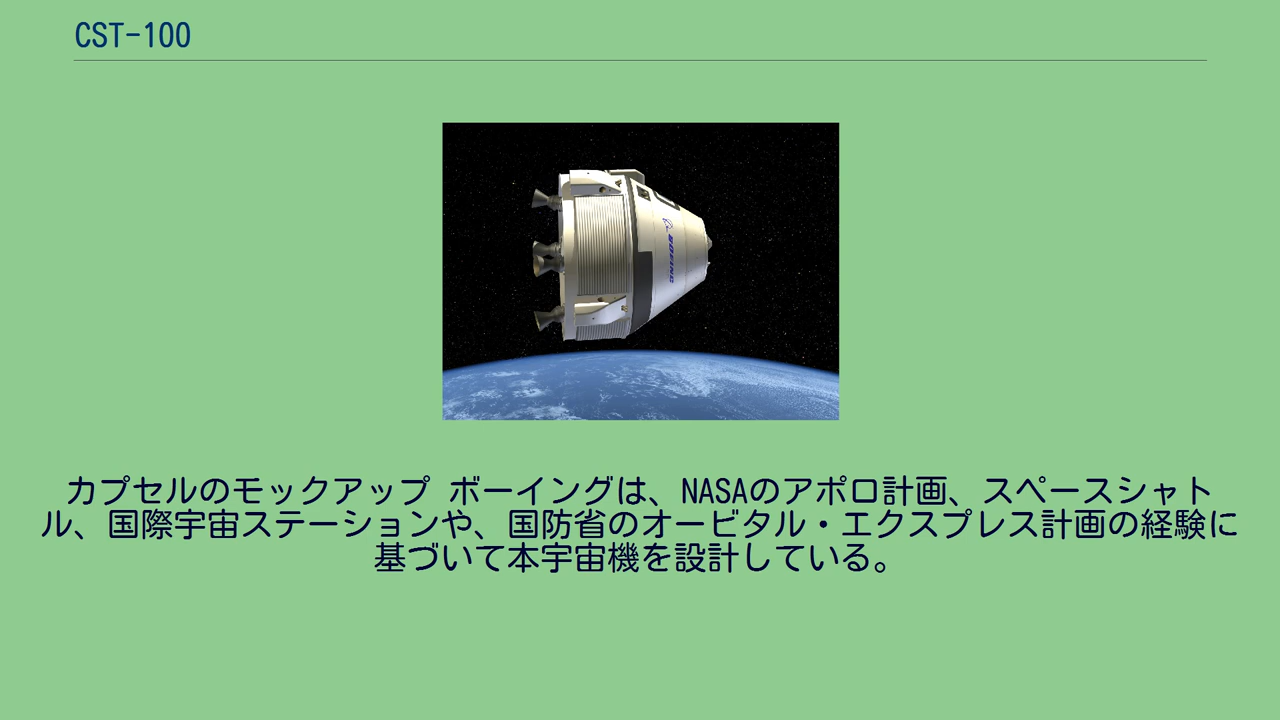 CST-100
BOEING
カプセルのモックアップ ボーイングは、NASAのアポロ計画、スペースシャト
ル、国際宇宙ステーションや、国防省のオービタル・エクスプレス計画の経験に
基づいて本宇宙機を設計している。